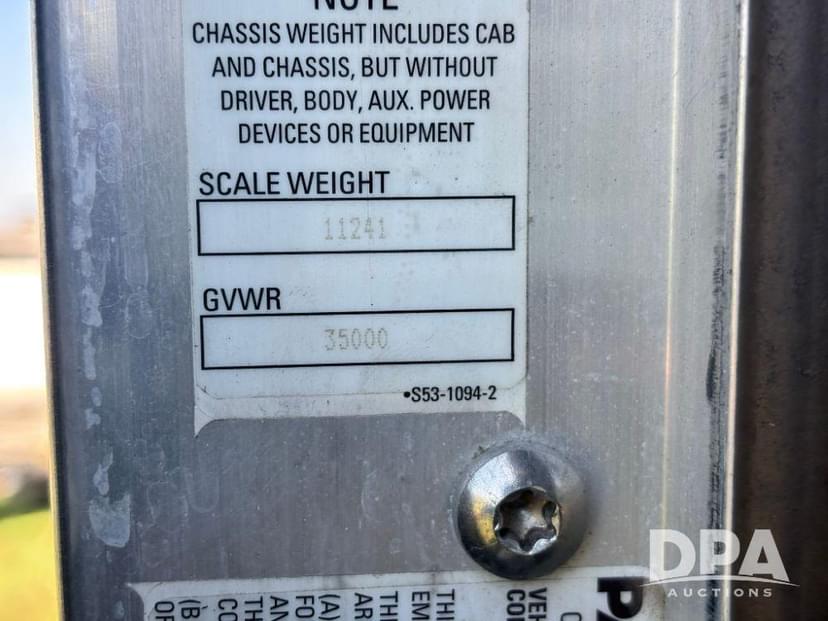 NOTE
CHASSIS WEIGHT INCLUDES CAB
AND CHASSIS, BUT WITHOUT
DRIVER, BODY, AUX. POWER
DEVICES OR EQUIPMENT
SCALE WEIGHT
11241
GVWR
35000
•S53-1094-2
DPA
AUCTIONS